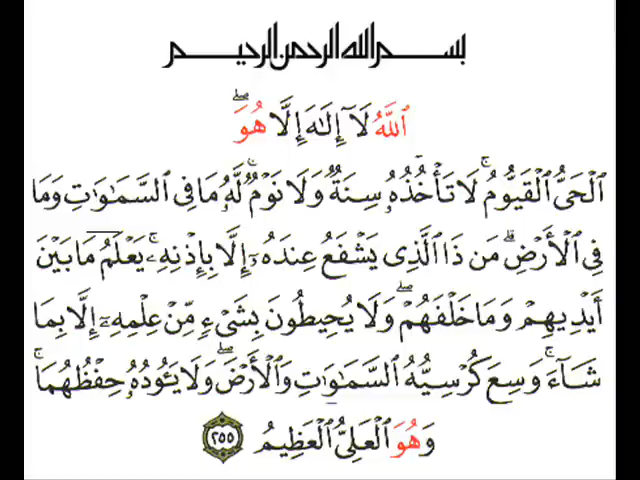 بسم الله الرحمن الرحيم
ٱللَّهُ لَآ إِلَـٰهَ إِلَّا هُوَ ۖ
ٱلْحَىُّ ٱلْقَيُّومُ ۚ لَا تَأْخُذُهُۥ سِنَةٌ وَلَا نَوْمٌ ۚ لَّهُۥ مَا فِى ٱلسَّمَـٰوَٰتِ وَمَا
فِى ٱلْأَرْضِ ۗ مَن ذَا ٱلَّذِى يَشْفَعُ عِندَهُۥٓ إِلَّا بِإِذْنِهِۦ ۚ يَعْلَمُ مَا بَيْنَ
أَيْدِيهِمْ وَمَا خَلْفَهُمْ ۖ وَلَا يُحِيطُونَ بِشَىْءٍ مِّنْ عِلْمِهِۦٓ إِلَّا بِمَا
شَآءَ ۚ وَسِعَ كُرْسِيُّهُ ٱلسَّمَـٰوَٰتِ وَٱلْأَرْضَ ۖ وَلَا يَـُٔودُهُۥ حِفْظُهُمَا ۚ
وَهُوَ ٱلْعَلِىُّ ٱلْعَظِيمُ ٢٥٥